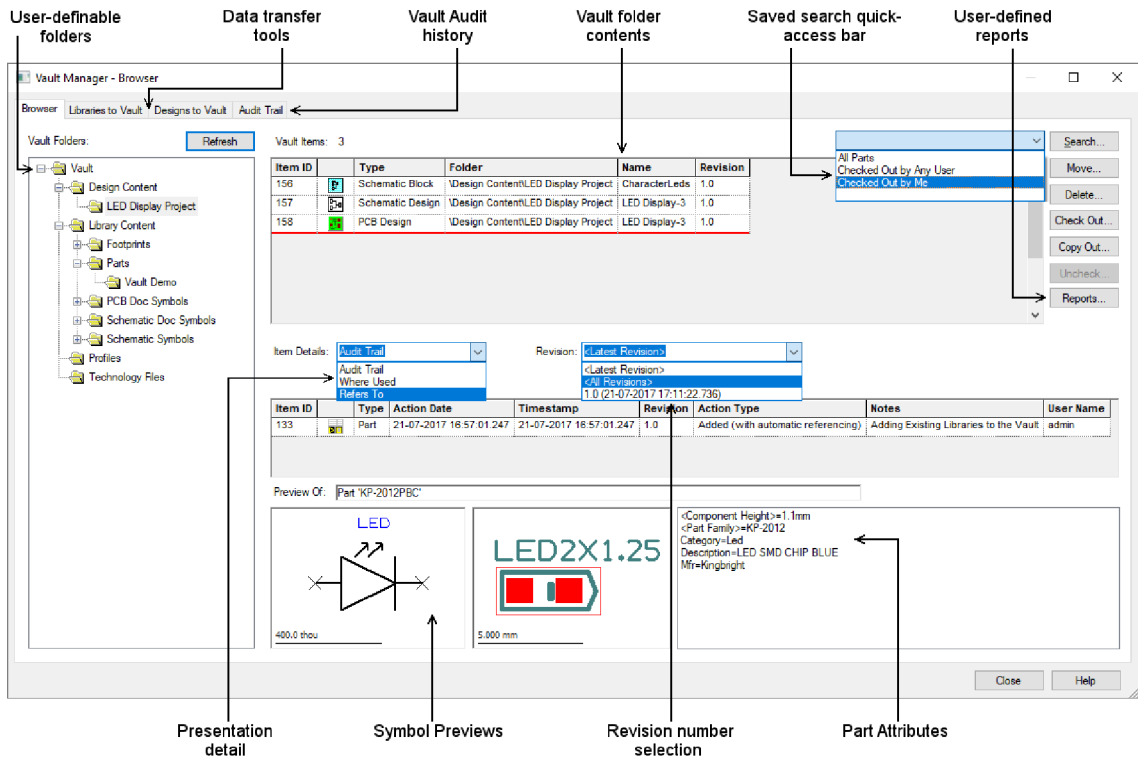 User-definable
folders
Data transfer
tools
Vault Audit
history
Vault folder
contents
Saved search quick-
access bar
User-defined
reports
Vault Manager - Browser
Browser Libraries to Vault Designs to Vault Audit Trail
Vault Folders: Refresh
Vault Items: 3
Search...
Move...
Delete...
Check Out...
Copy Out...
Uncheck...
Reports...
All Parts
Checked Out by Any User
Checked Out by Me
Vault
Design Content
LED Display Project
Library Content
Footprints
Parts
Vault Demo
PCB Doc Symbols
Schematic Doc Symbols
Schematic Symbols
Profiles
Technology Files
Item ID Type Folder Name Revision
156 Schematic Block \Design Content\LED Display Project CharacterLeds 1.0
157 Schematic Design \Design Content\LED Display Project LED Display-3 1.0
158 PCB Design \Design Content\LED Display Project LED Display-3 1.0
Item Details: Audit Trail
Audit Trail
Where Used
Refers To
Revision: <Latest Revision>
<Latest Revision>
<All Revisions>
1.0 (21-07-2017 17:11:22.736)
Item ID Type Action Date Timestamp Revision Action Type Notes User Name
133 Part 21-07-2017 16:57:01.247 21-07-2017 16:57:01.247 1.0 Added (with automatic referencing) Adding Existing Libraries to the Vault admin
Preview Of: Part 'KP-2012PBC'
LED
400.0 thou
LED2X1.25
5.000 mm
<Component Height>=1.1mm
<Part Family>=KP-2012
Category=Led
Description=LED SMD CHIP BLUE
Mfr=Kingbright
Close Help
Presentation
detail
Symbol Previews
Revision number
selection
Part Attributes